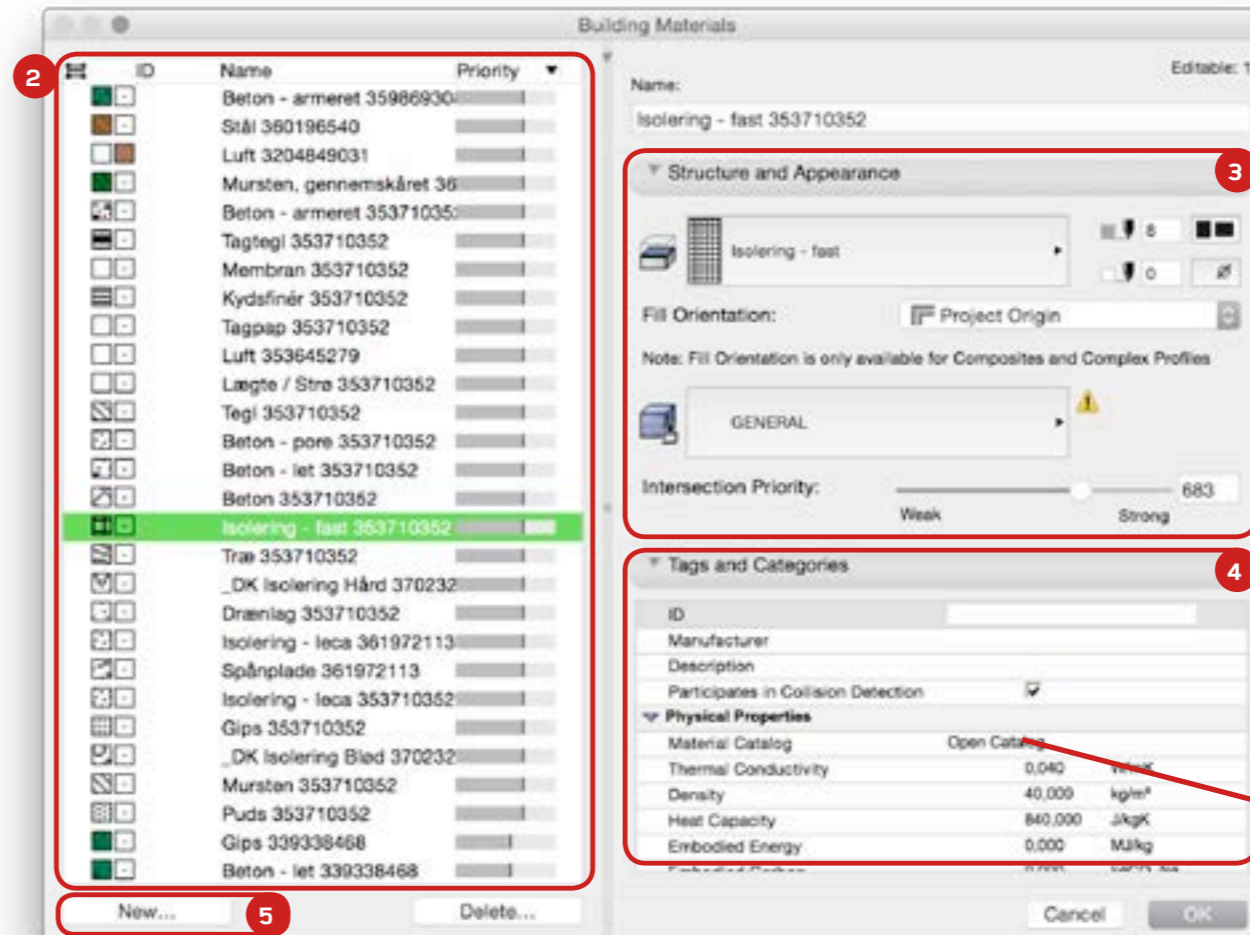 Building Materials
2
ID Name Priority
Beton - armeret 35986930
Stål 360196540
Luft 3204849031
Mursten, gennemskåret 36
Beton - armeret 35371035
Tagtegl 353710352
Membran 353710352
Kydsfinér 353710352
Tagpap 353710352
Luft 353645279
Lægte / Strø 353710352
Tegl 353710352
Beton - pore 353710352
Beton - let 353710352
Beton 353710352
Isolering - fast 353710352
Træ 353710352
_DK Isolering Hård 370232
Drænlag 353710352
Isolering - leca 361972113
Spånplade 361972113
Isolering - leca 353710352
Gips 353710352
_DK Isolering Blød 370232
Mursten 353710352
Puds 353710352
Gips 339338468
Beton - let 339338468
New...
5
Delete...
Editable: 1
Name:
Isolering - fast 353710352
Structure and Appearance
3
Isolering - fast
8
0
Fill Orientation: Project Origin
Note: Fill Orientation is only available for Composites and Complex Profiles
GENERAL
Intersection Priority: 683
Weak Strong
Tags and Categories
4
ID
Manufacturer
Description
Participates in Collision Detection
Physical Properties
Material Catalog Open Catalog
Thermal Conductivity 0,040 W/mK
Density 40,000 kg/m³
Heat Capacity 840,000 J/kgK
Embodied Energy 0,000 MJ/kg
Embodied Carbon 0,000
Cancel OK